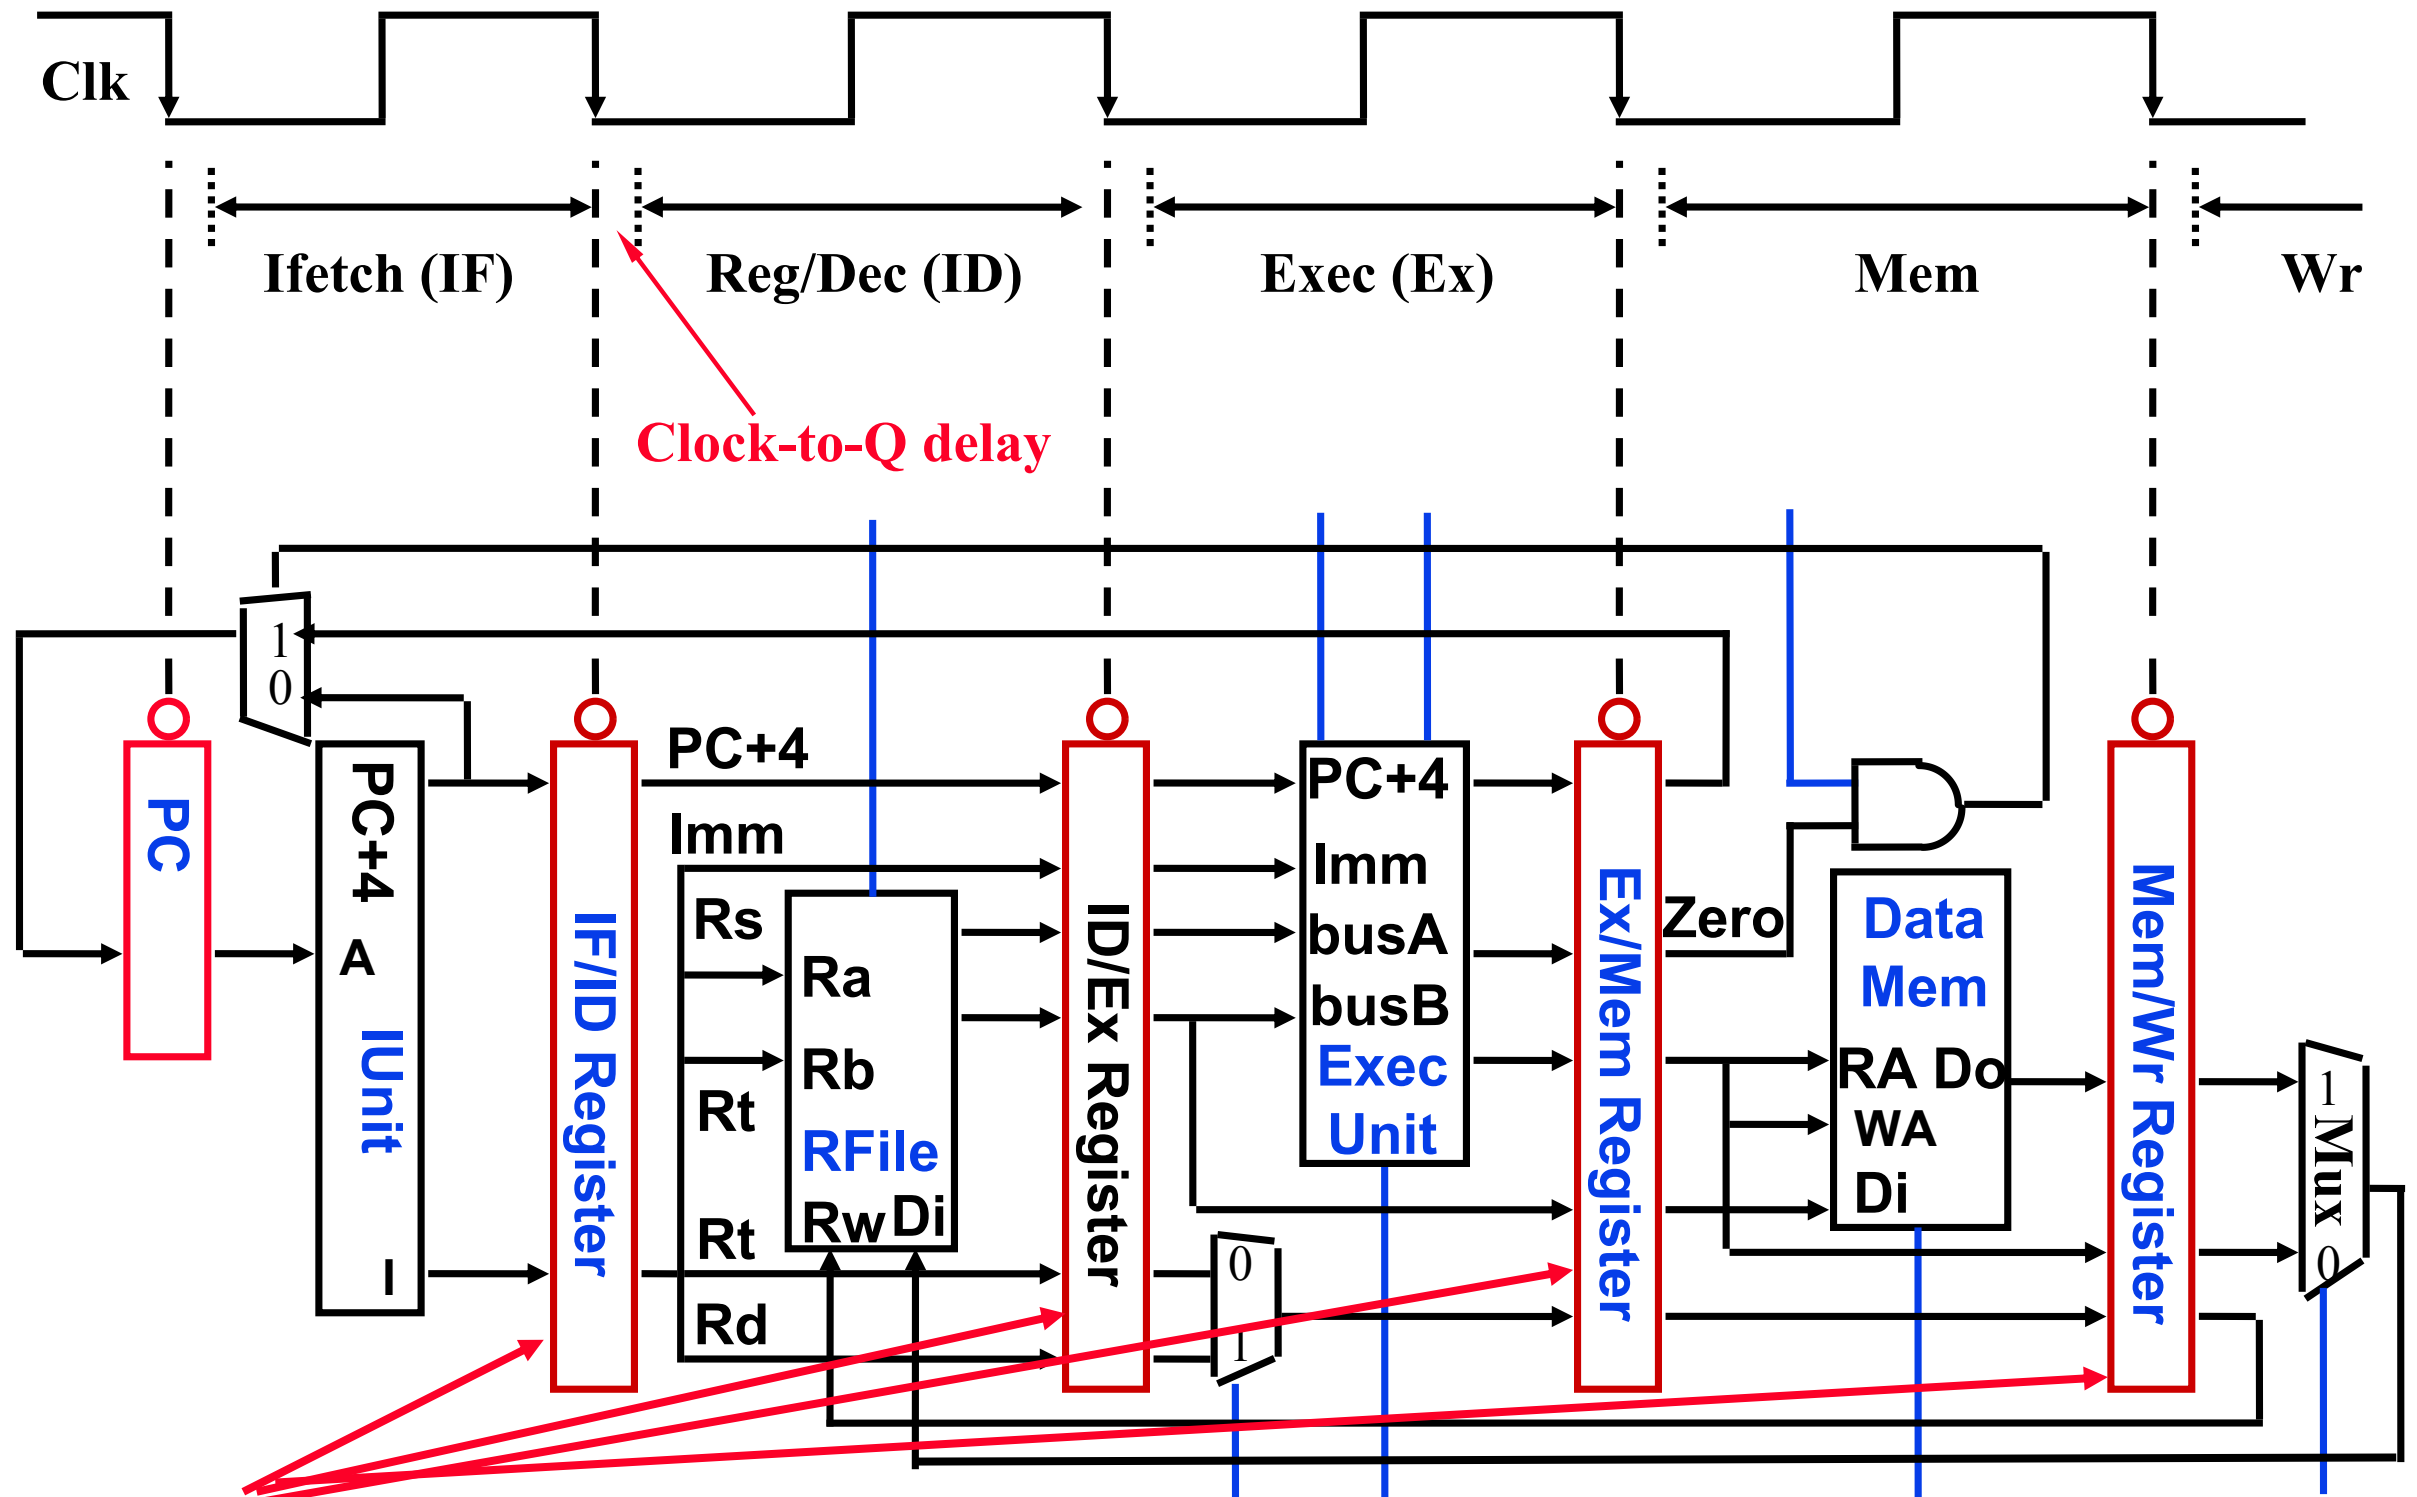 Clk
Ifetch (IF)
Reg/Dec (ID)
Exec (Ex)
Mem
Wr
Clock-to-Q delay
1
0
PC
PC+4
A
IUnit
I
IF/ID Register
PC+4
Imm
Rs
Rt
Rt
Rd
Ra
Rb
RFile
Rw Di
ID/Ex Register
0
1
PC+4
Imm
busA
busB
Exec
Unit
Ex/Mem Register
Zero
Data
Mem
RA Do
WA
Di
Mem/Wr Register
1
Mux
0